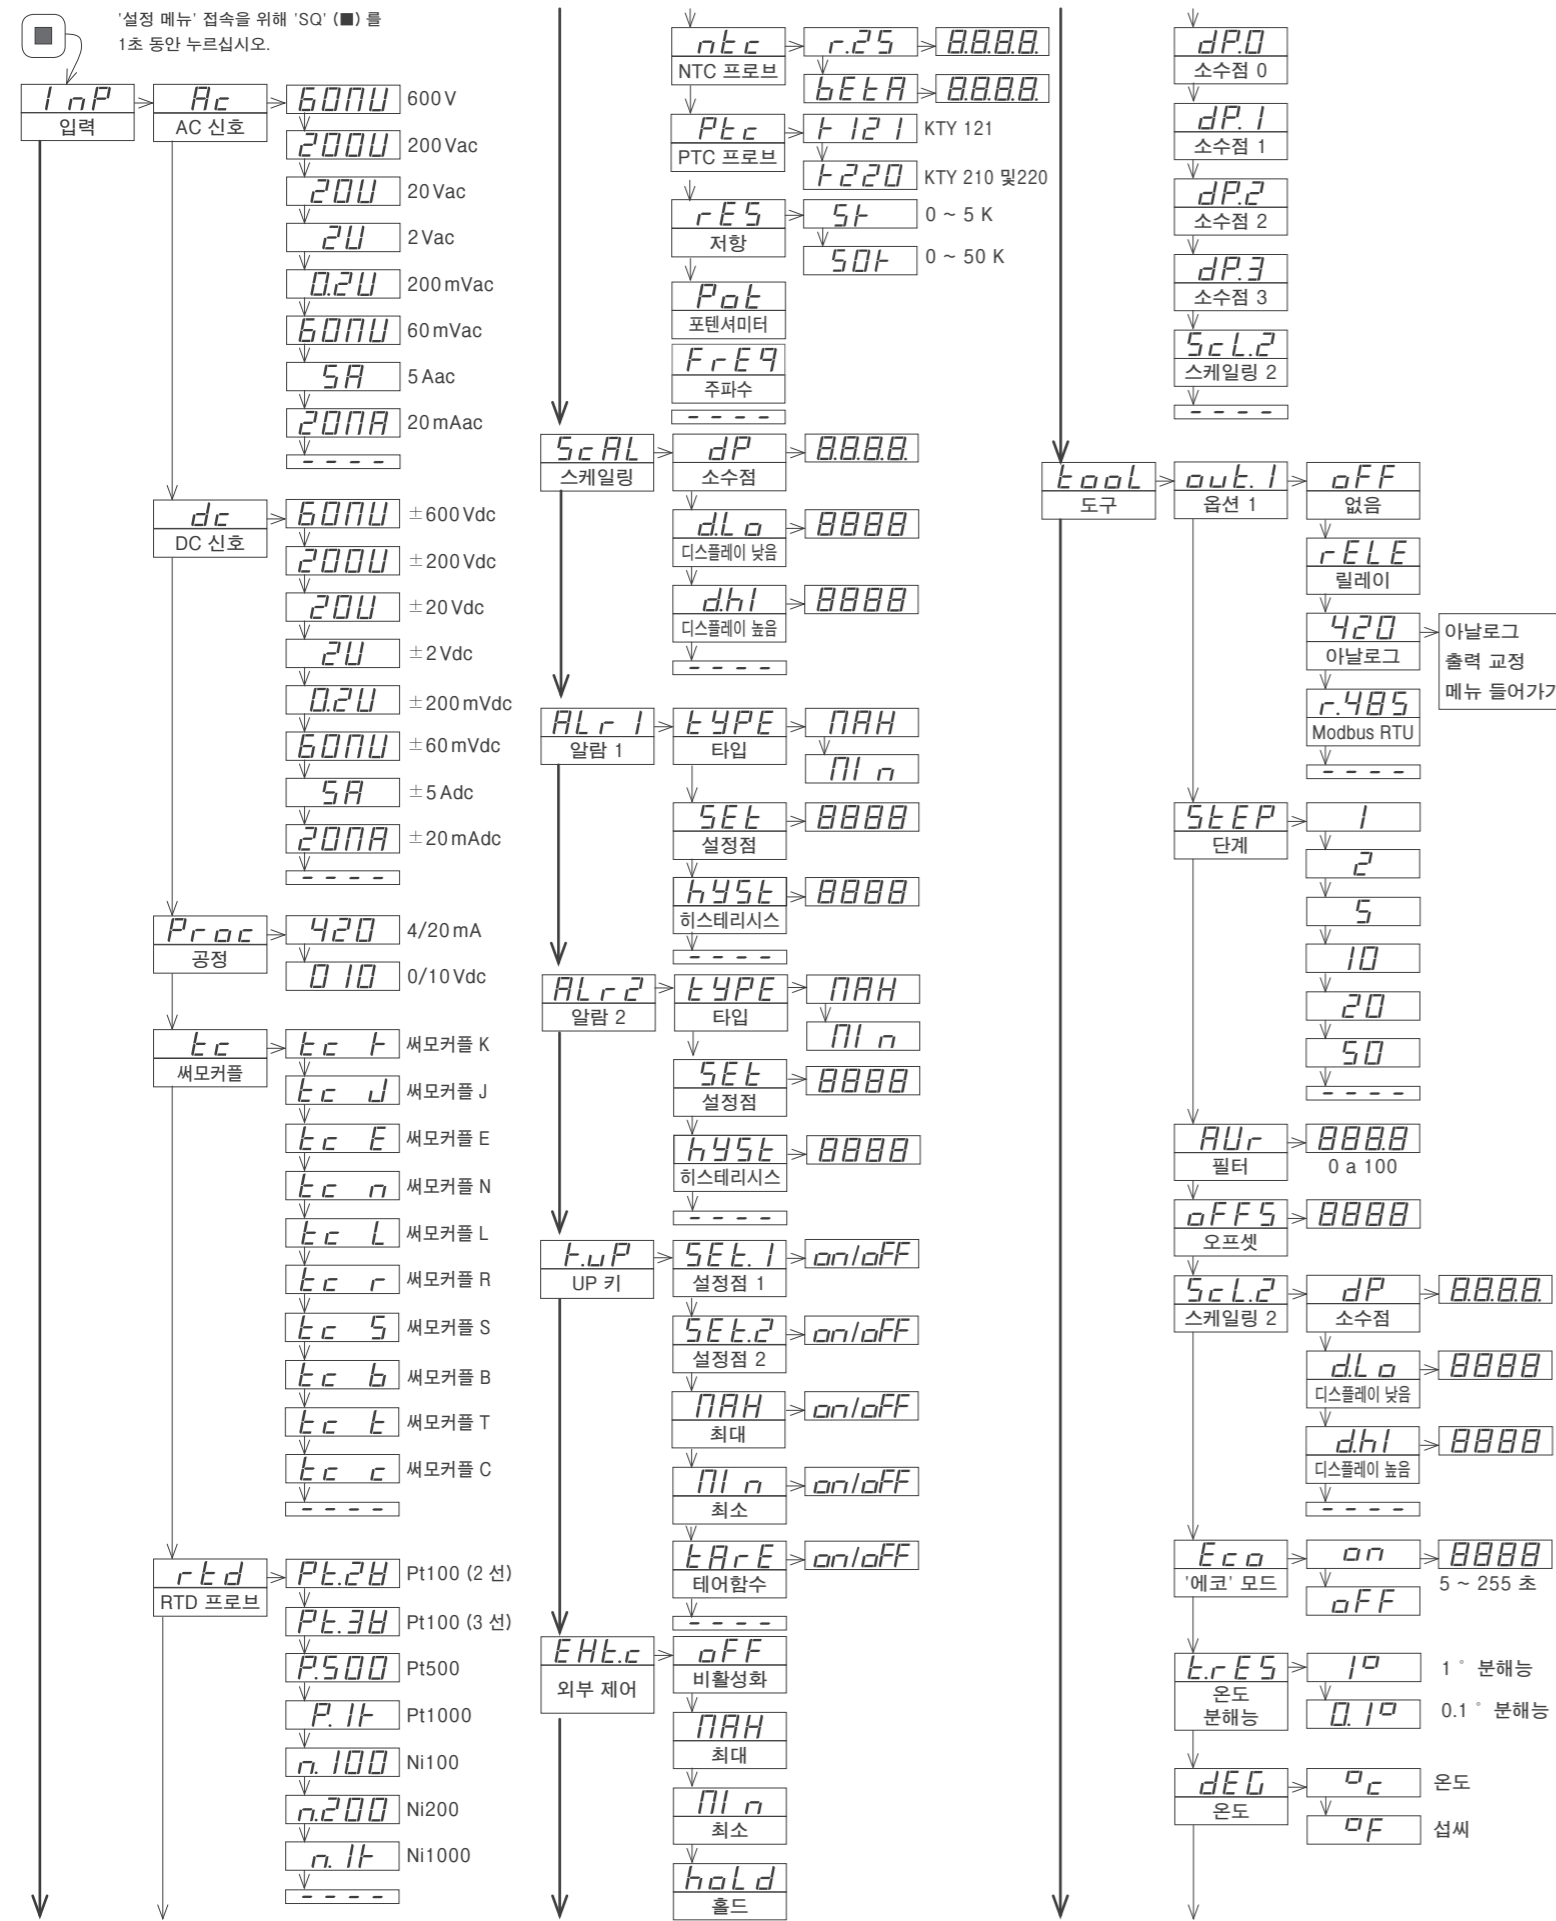 '설정 메뉴' 접속을 위해 'SQ' (■) 를
1초 동안 누르십시오.
InP
입력
Ac
AC 신호
60MU 600 V
200U 200 Vac
20U 20 Vac
2U 2 Vac
0.2U 200 mVac
60MU 60 mVac
5A 5 Aac
20MA 20 mAac
----
dc
DC 신호
60MU ±600 Vdc
200U ±200 Vdc
20U ±20 Vdc
2U ±2 Vdc
0.2U ±200 mVdc
60MU ±60 mVdc
5A ±5 Adc
20MA ±20 mAdc
----
Proc
공정
420 4/20 mA
010 0/10 Vdc
tc
써모커플
tc k 써모커플 K
tc J 써모커플 J
tc E 써모커플 E
tc n 써모커플 N
tc L 써모커플 L
tc r 써모커플 R
tc S 써모커플 S
tc b 써모커플 B
tc t 써모커플 T
tc c 써모커플 C
----
rtd
RTD 프로브
Pt.2W Pt100 (2 선)
Pt.3W Pt100 (3 선)
P.500 Pt500
P.1k Pt1000
n.100 Ni100
n.200 Ni200
n.1k Ni1000
----
ntc
NTC 프로브
r.25 8.8.8.8.
bEtA 8.8.8.8.
Ptc
PTC 프로브
k121 KTY 121
k220 KTY 210 및220
rES
저항
5k 0 ~ 5 K
50k 0 ~ 50 K
Pot
포텐셔미터
FrEq
주파수
----
ScAL
스케일링
dP
소수점
8.8.8.8.
d.Lo
디스플레이 낮음
8888
d.hI
디스플레이 높음
8888
----
ALr1
알람 1
tYPE
타입
MAH
MIn
SEt
설정점
8888
hYSt
히스테리시스
8888
----
ALr2
알람 2
tYPE
타입
MAH
MIn
SEt
설정점
8888
hYSt
히스테리시스
8888
----
k.uP
UP 키
SEt.1
설정점 1
on/oFF
SEt.2
설정점 2
on/oFF
MAH
최대
on/oFF
MIn
최소
on/oFF
tArE
테어함수
on/oFF
----
EHt.c
외부 제어
oFF
비활성화
MAH
최대
MIn
최소
hoLd
홀드
dP.0
소수점 0
dP.1
소수점 1
dP.2
소수점 2
dP.3
소수점 3
ScL.2
스케일링 2
----
tooL
도구
out.1
옵션 1
oFF
없음
rELE
릴레이
420
아날로그
아날로그
출력 교정
메뉴 들어가기
r.485
Modbus RTU
----
StEP
단계
1
2
5
10
20
50
----
AUr
필터
888.8
0 a 100
oFFS
오프셋
8888
ScL.2
스케일링 2
dP
소수점
8.8.8.8.
d.Lo
디스플레이 낮음
8888
d.hI
디스플레이 높음
8888
----
Eco
'에코' 모드
on
8888
5 ~ 255 초
oFF
t.rES
온도
분해능
1° 1 ° 분해능
0.1° 0.1 ° 분해능
dEG
온도
°c 온도
°F 섭씨